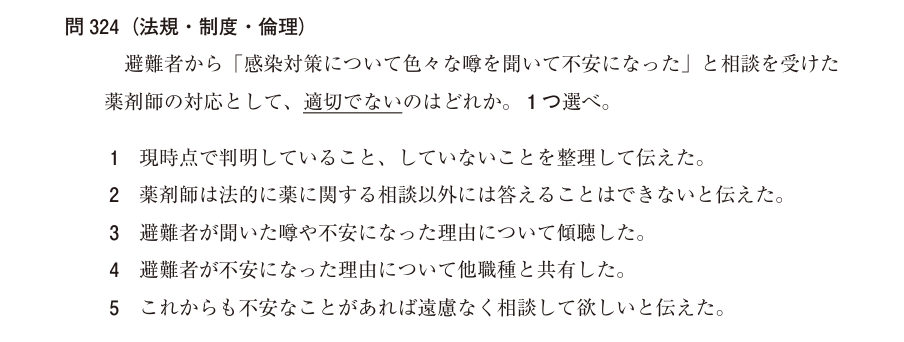 問 324（法規・制度・倫理）
避難者から「感染対策について色々な噂を聞いて不安になった」と相談を受けた
薬剤師の対応として、適切でないのはどれか。1つ選べ。
1 現時点で判明していること、していないことを整理して伝えた。
2 薬剤師は法的に薬に関する相談以外には答えることはできないと伝えた。
3 避難者が聞いた噂や不安になった理由について傾聴した。
4 避難者が不安になった理由について他職種と共有した。
5 これからも不安なことがあれば遠慮なく相談して欲しいと伝えた。